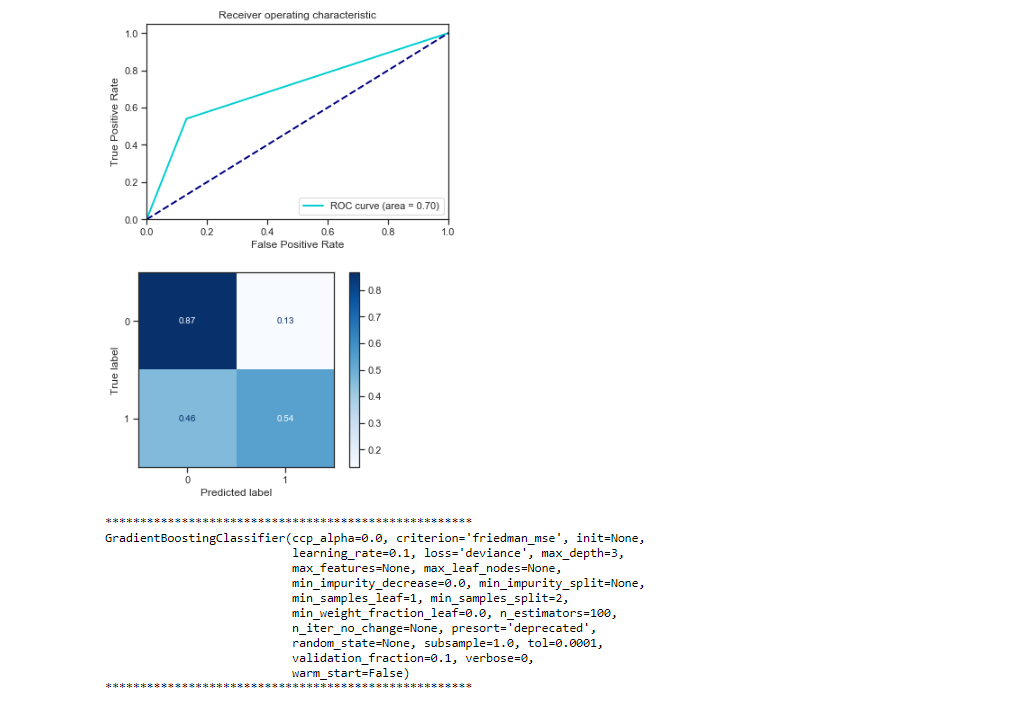 Receiver operating characteristic
1.0
0.8
0.6
0.4
0.2
0.0
True Positive Rate
ROC curve (area = 0.70)
0.0 0.2 0.4 0.6 0.8 1.0
False Positive Rate
0.87 0.13
0.46 0.54
0
1
True label
0 1
Predicted label
0.8
0.7
0.6
0.5
0.4
0.3
0.2
*****************************************************
GradientBoostingClassifier(ccp_alpha=0.0, criterion='friedman_mse', init=None,
learning_rate=0.1, loss='deviance', max_depth=3,
max_features=None, max_leaf_nodes=None,
min_impurity_decrease=0.0, min_impurity_split=None,
min_samples_leaf=1, min_samples_split=2,
min_weight_fraction_leaf=0.0, n_estimators=100,
n_iter_no_change=None, presort='deprecated',
random_state=None, subsample=1.0, tol=0.0001,
validation_fraction=0.1, verbose=0,
warm_start=False)
*****************************************************